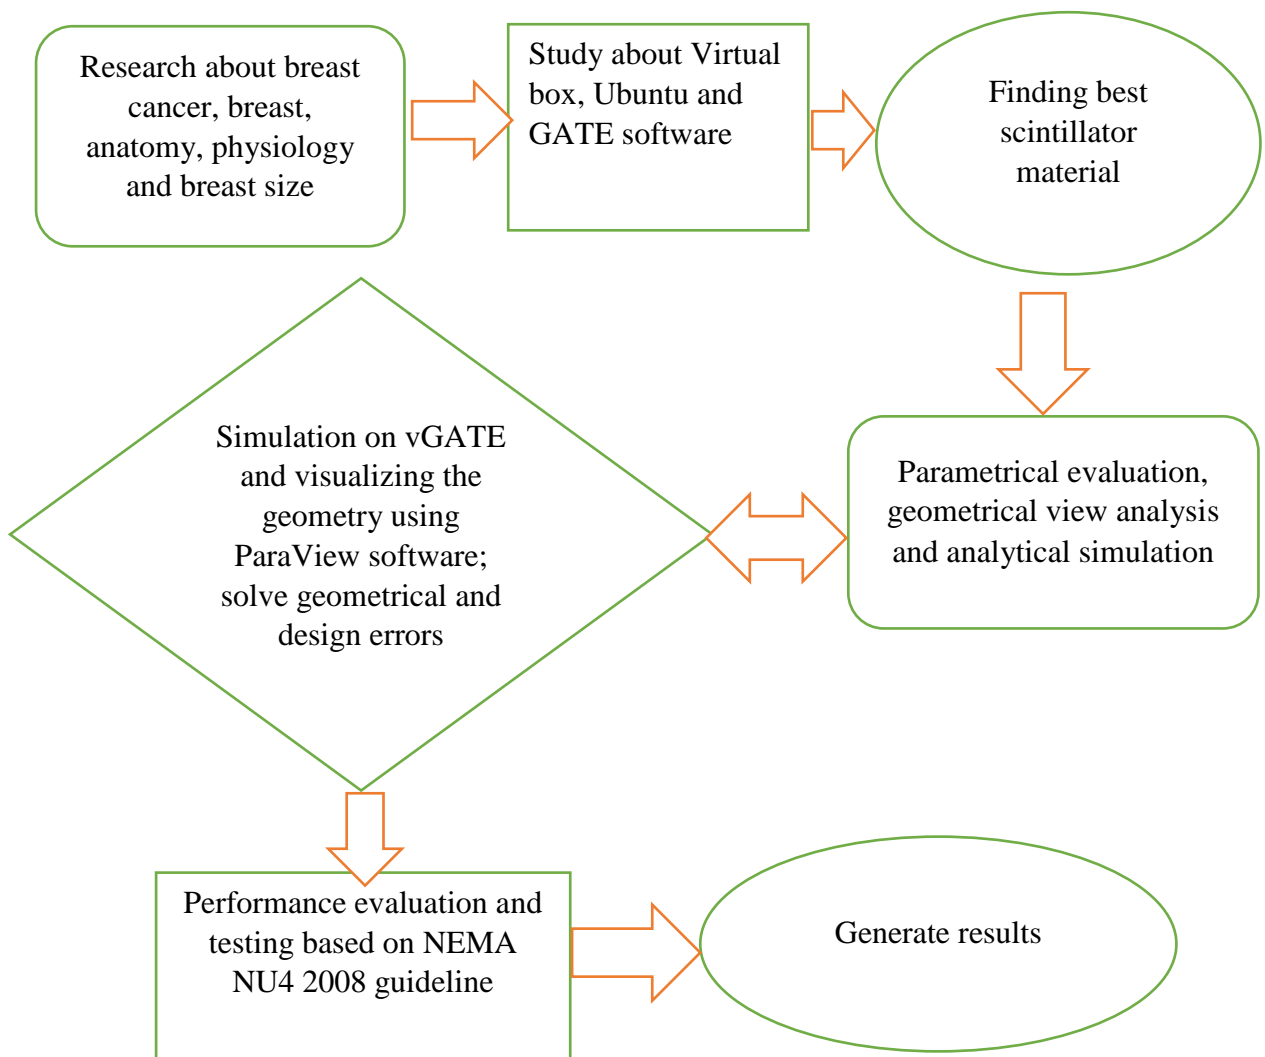 Research about breast
cancer, breast,
anatomy, physiology
and breast size
Study about Virtual
box, Ubuntu and
GATE software
Finding best
scintillator
material
Parametrical evaluation,
geometrical view analysis
and analytical simulation
Simulation on vGATE
and visualizing the
geometry using
ParaView software;
solve geometrical and
design errors
Performance evaluation and
testing based on NEMA
NU4 2008 guideline
Generate results